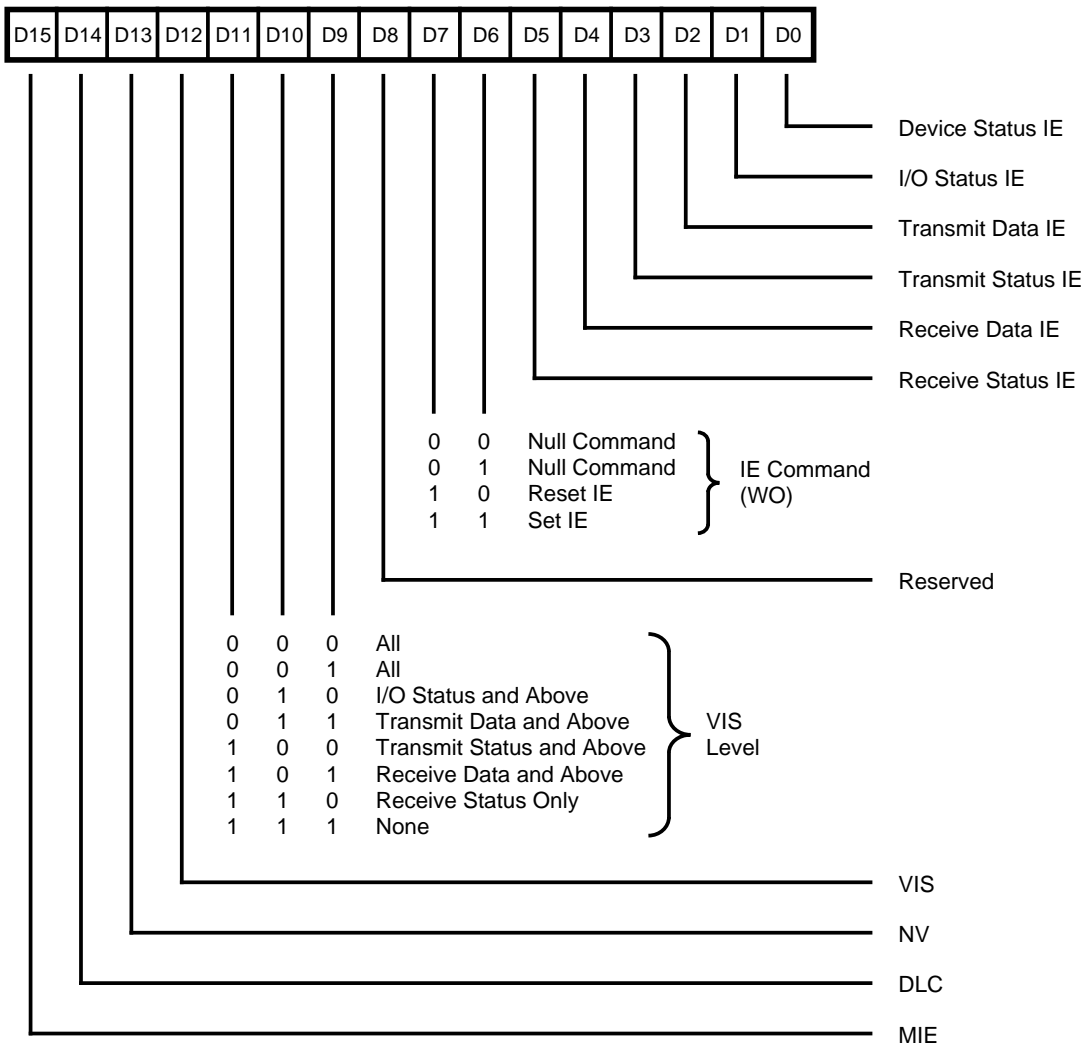 D15 D14 D13 D12 D11 D10 D9 D8 D7 D6 D5 D4 D3 D2 D1 D0
Device Status IE
I/O Status IE
Transmit Data IE
Transmit Status IE
Receive Data IE
Receive Status IE
0 0 Null Command
0 1 Null Command
1 0 Reset IE
1 1 Set IE
IE Command
(WO)
Reserved
0 0 0 All
0 0 1 All
0 1 0 I/O Status and Above
0 1 1 Transmit Data and Above
1 0 0 Transmit Status and Above
1 0 1 Receive Data and Above
1 1 0 Receive Status Only
1 1 1 None
VIS
Level
VIS
NV
DLC
MIE